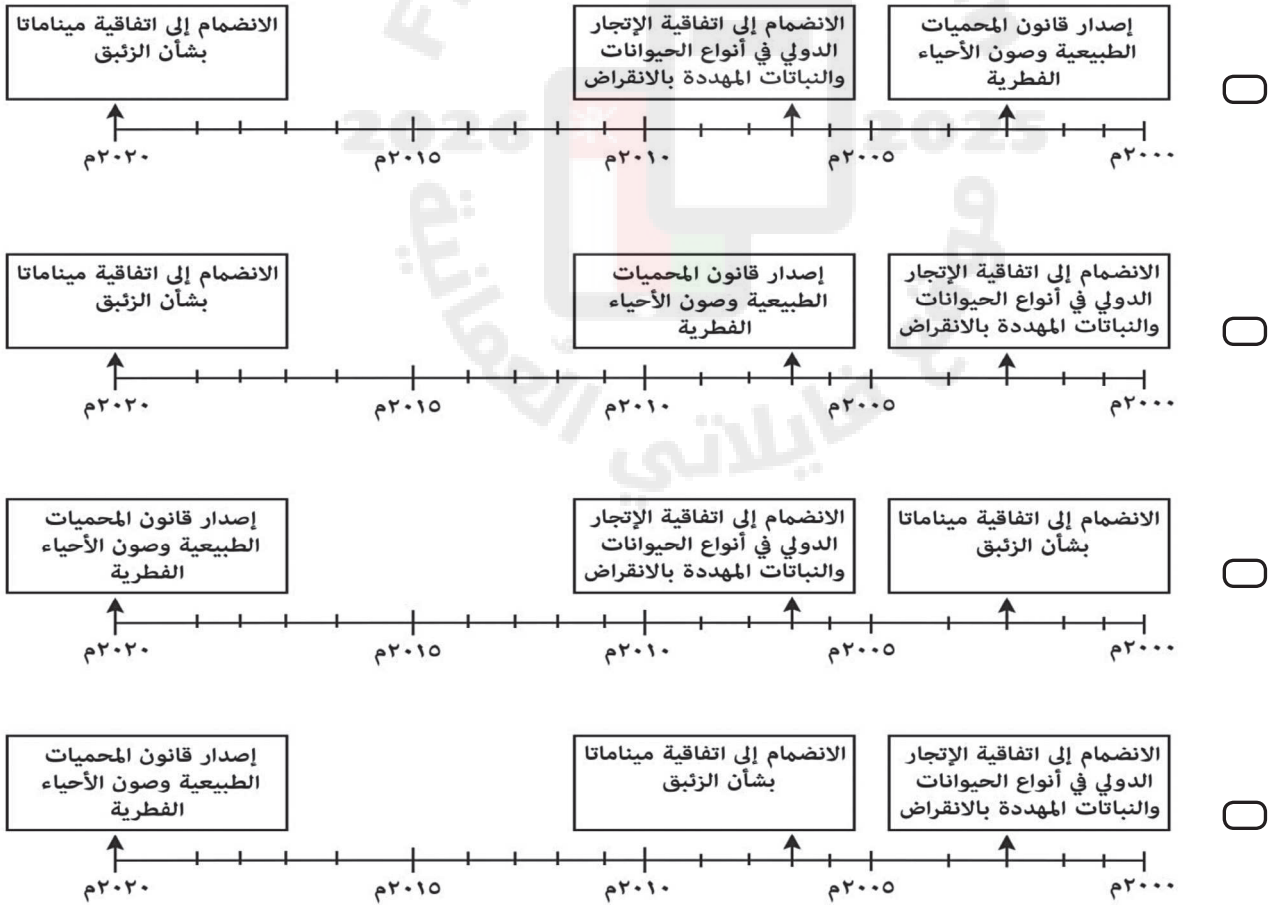 إصدار قانون المحميات
الطبيعية وصون الأحياء
الفطرية
الانضمام إلى اتفاقية الإتجار
الدولي في أنواع الحيوانات
والنباتات المهددة بالانقراض
الانضمام إلى اتفاقية ميناماتا
بشأن الزئبق
٢٠٠٠م ٢٠٠٥م ٢٠١٠م ٢٠١٥م ٢٠٢٠م
الانضمام إلى اتفاقية الإتجار
الدولي في أنواع الحيوانات
والنباتات المهددة بالانقراض
إصدار قانون المحميات
الطبيعية وصون الأحياء
الفطرية
الانضمام إلى اتفاقية ميناماتا
بشأن الزئبق
٢٠٠٠م ٢٠٠٥م ٢٠١٠م ٢٠١٥م ٢٠٢٠م
الانضمام إلى اتفاقية ميناماتا
بشأن الزئبق
الانضمام إلى اتفاقية الإتجار
الدولي في أنواع الحيوانات
والنباتات المهددة بالانقراض
إصدار قانون المحميات
الطبيعية وصون الأحياء
الفطرية
٢٠٠٠م ٢٠٠٥م ٢٠١٠م ٢٠١٥م ٢٠٢٠م
الانضمام إلى اتفاقية الإتجار
الدولي في أنواع الحيوانات
والنباتات المهددة بالانقراض
الانضمام إلى اتفاقية ميناماتا
بشأن الزئبق
إصدار قانون المحميات
الطبيعية وصون الأحياء
الفطرية
٢٠٠٠م ٢٠٠٥م ٢٠١٠م ٢٠١٥م ٢٠٢٠م
2026 2025
موقع فايلاتي العمانية